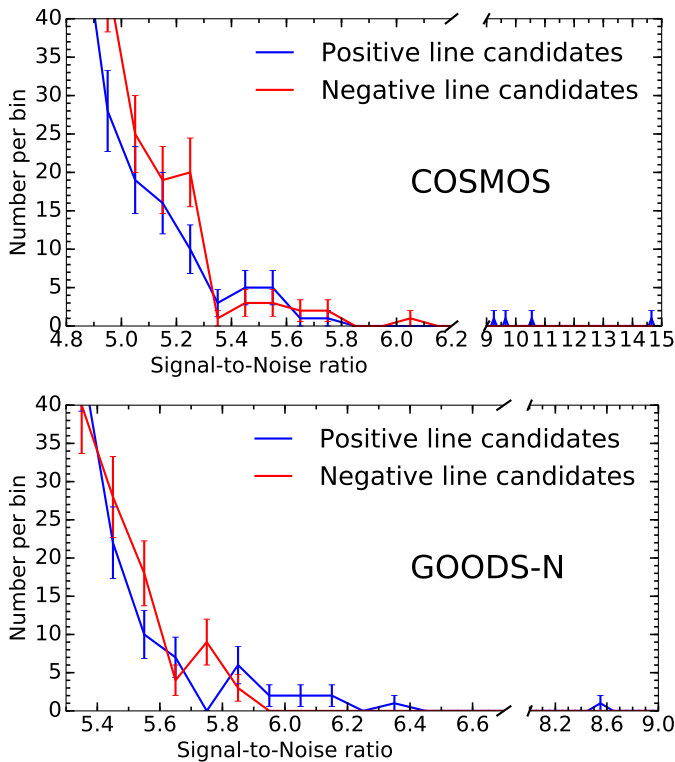 40
35
30
25
20
15
10
5
0
Number per bin
Positive line candidates
Negative line candidates
COSMOS
4.8 5.0 5.2 5.4 5.6 5.8 6.0 6.2 9 10 11 12 13 14 15
Signal-to-Noise ratio
40
35
30
25
20
15
10
5
0
Number per bin
Positive line candidates
Negative line candidates
GOODS-N
5.4 5.6 5.8 6.0 6.2 6.4 6.6 8.2 8.6 9.0
Signal-to-Noise ratio